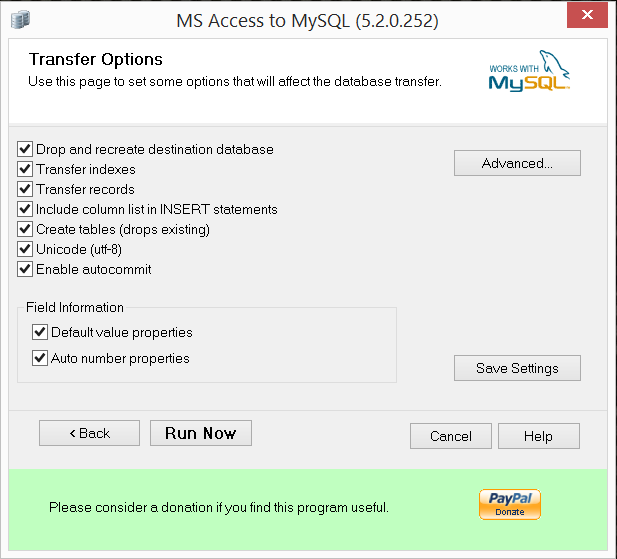 MS Access to MySQL (5.2.0.252)
Transfer Options
Use this page to set some options that will affect the database transfer.
WORKS WITH
MySQL
Drop and recreate destination database
Advanced...
Transfer indexes
Transfer records
Include column list in INSERT statements
Create tables (drops existing)
Unicode (utf-8)
Enable autocommit
Field Information
Default value properties
Auto number properties
Save Settings
< Back
Run Now
Cancel
Help
Please consider a donation if you find this program useful.
PayPal
Donate